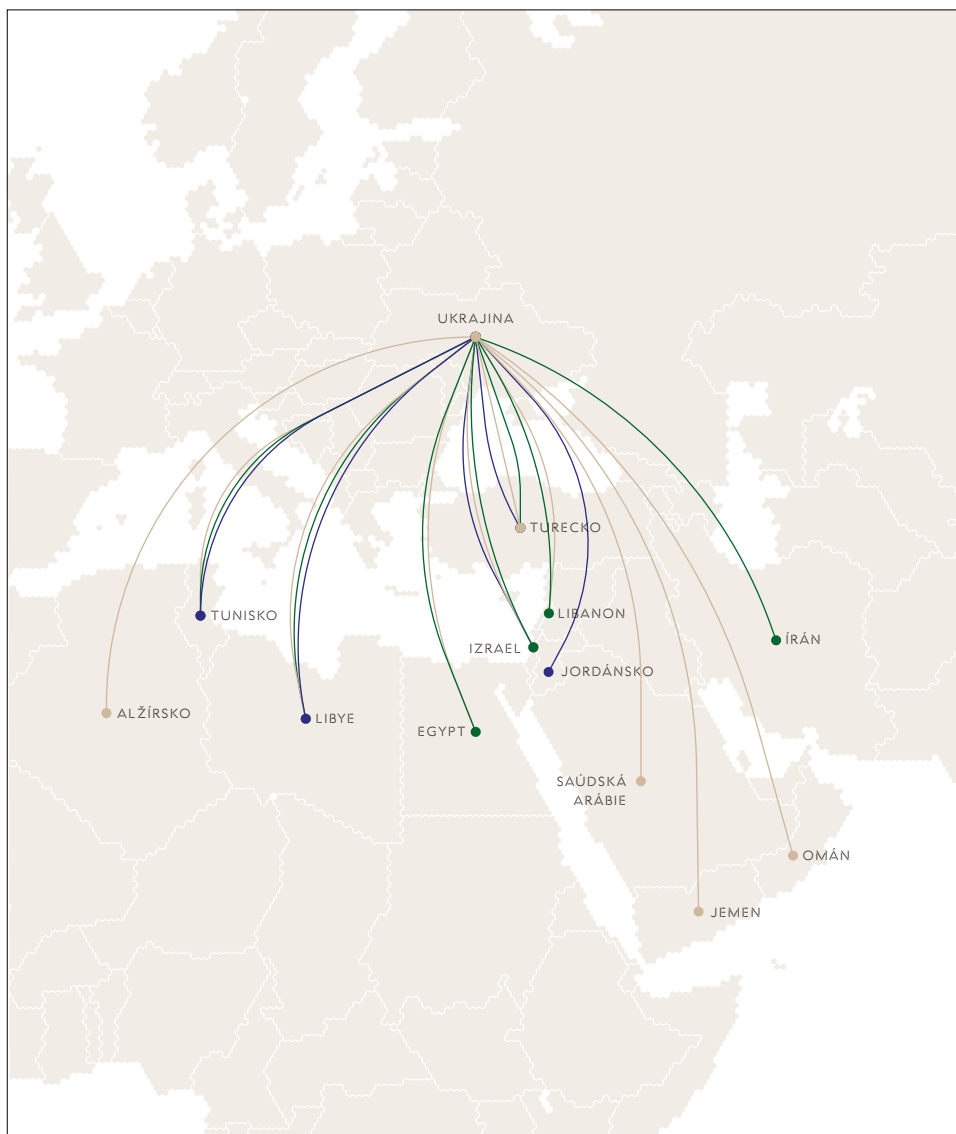 UKRAJINA
TURECKO
TUNISKO
LIBANON
ÍRÁN
IZRAEL
JORDÁNSKO
ALŽÍRSKO
LIBYE
EGYPT
SAÚDSKÁ
ARÁBIE
OMÁN
JEMEN